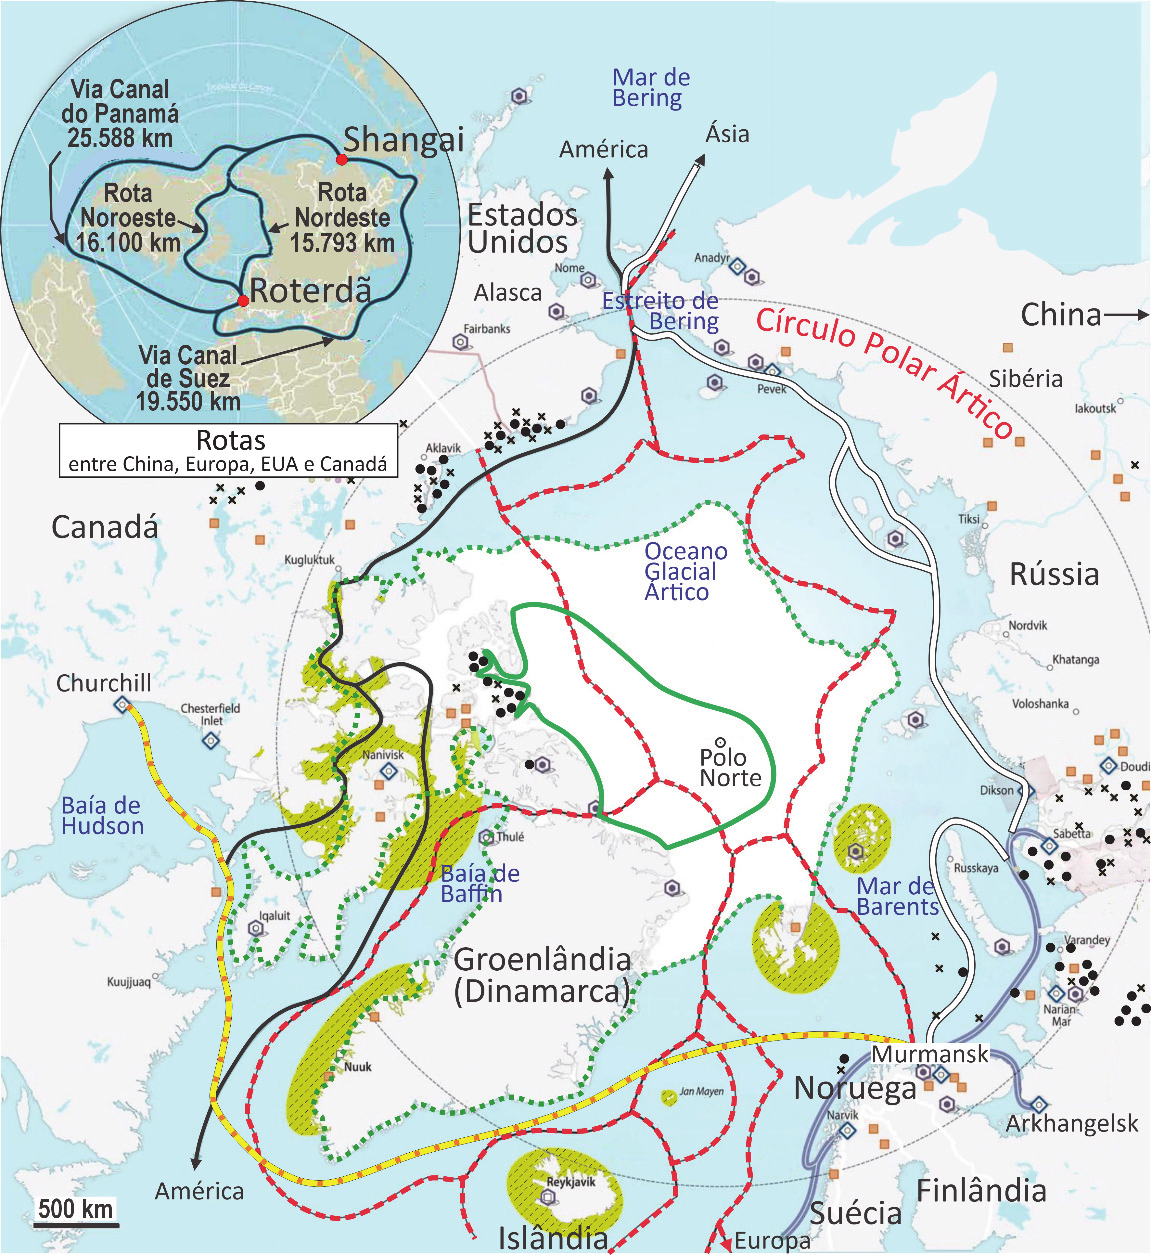 Via Canal
do Panamá
25.588 km
Shangai
Rota
Noroeste
16.100 km
Rota
Nordeste
15.793 km
Roterdã
Via Canal
de Suez
19.550 km
Rotas
entre China, Europa, EUA e Canadá
Mar de
Bering
América
Ásia
Estados
Unidos
Nome
Anadyr
Alasca
Estreito de
Bering
Fairbanks
Círculo Polar Ártico
China
Sibéria
Pevek
Iakoutsk
Aklavik
Canadá
Tiksi
Oceano
Glacial
Ártico
Kugluktuk
Rússia
Nordvik
Khatanga
Churchill
Chesterfield
Inlet
Voloshanka
Nanivisk
Polo
Norte
Doudi
Dikson
Baía de
Hudson
Thulé
Sabetta
Baía de
Baffin
Russkaya
Mar de
Barents
Iqaluit
Varandey
Groenlândia
(Dinamarca)
Kuujjuaq
Narian-
Mar
Murmansk
Nuuk
Noruega
Jan Mayen
Narvik
Arkhangelsk
América
Reykjavik
Finlândia
500 km
Suécia
Islândia
Europa